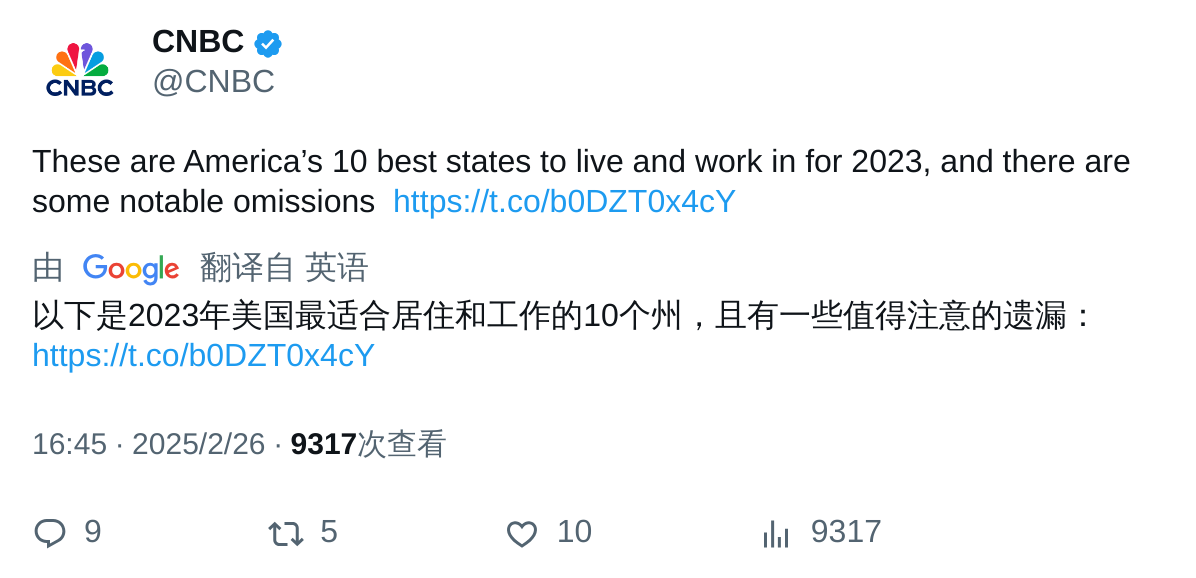 CNBC
@CNBC
CNBC
These are America’s 10 best states to live and work in for 2023, and there are
some notable omissions https://t.co/b0DZT0x4cY
由 Google 翻译自 英语
以下是2023年美国最适合居住和工作的10个州，且有一些值得注意的遗漏：
https://t.co/b0DZT0x4cY
16:45 · 2025/2/26 · 9317次查看
9 5 10 9317